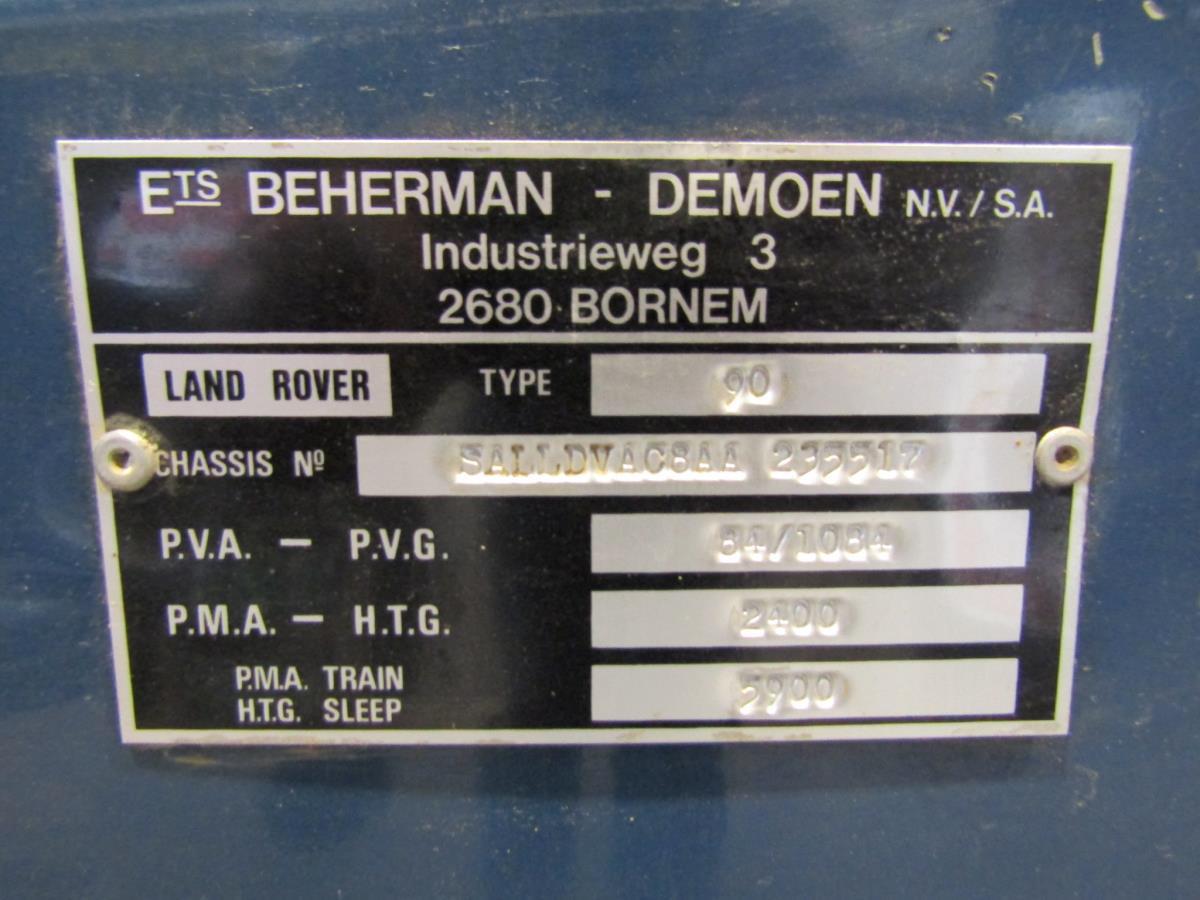 ETS BEHERMAN - DEMOEN N.V. / S.A.
Industrieweg 3
2680 BORNEM
LAND ROVER TYPE 90
CHASSIS Nº SALLDVAC8AA 235517
P.V.A. — P.V.G. 84/1084
P.M.A. — H.T.G. 2400
P.M.A. TRAIN
H.T.G. SLEEP 5900